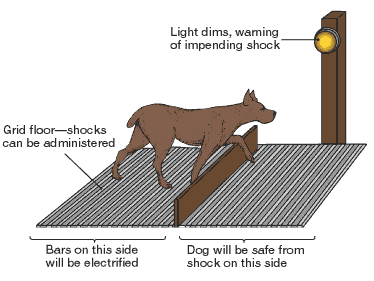 Light dims, warning
of impending shock
Grid floor—shocks
can be administered
Bars on this side
will be electrified
Dog will be safe from
shock on this side